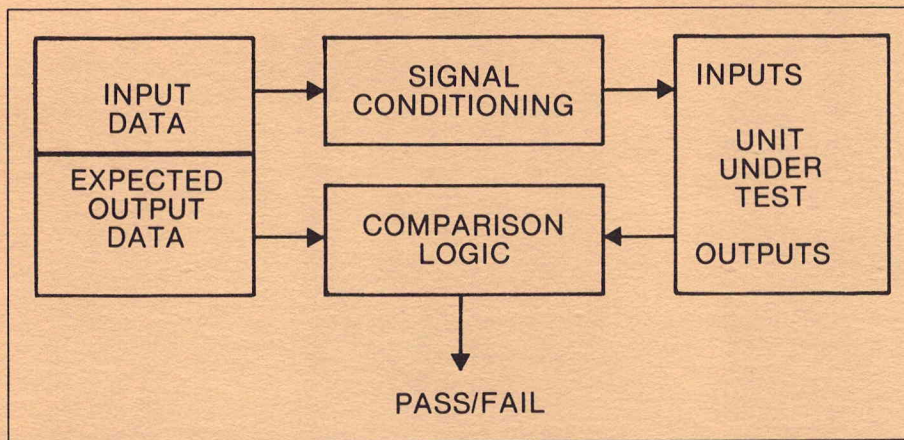 INPUT
DATA
EXPECTED
OUTPUT
DATA
SIGNAL
CONDITIONING
COMPARISON
LOGIC
INPUTS
UNIT
UNDER
TEST
OUTPUTS
PASS/FAIL